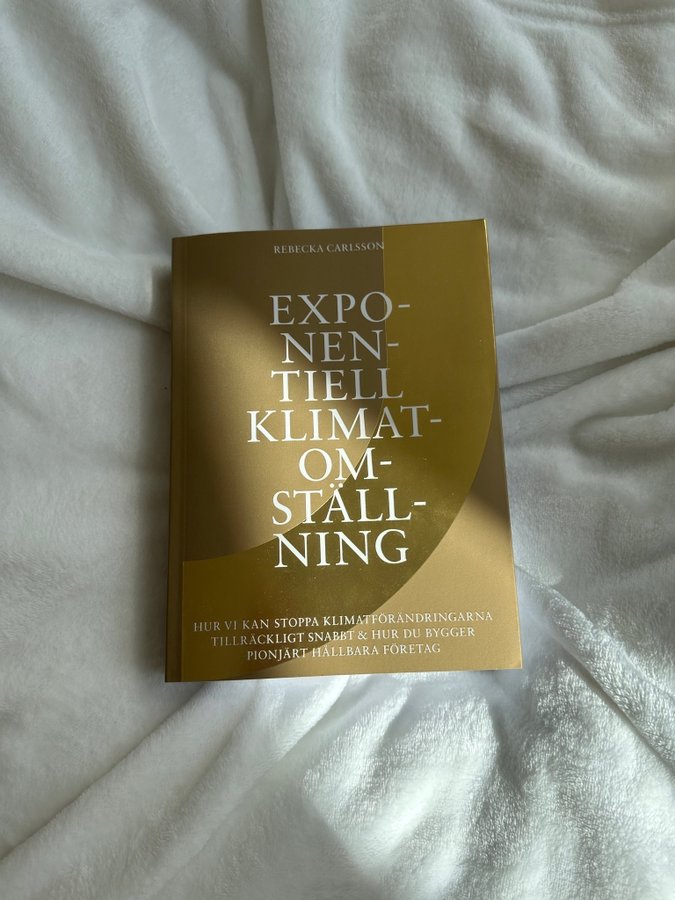 REBECKA CARLSSON
EXPO-
NEN-
TIELL
KLIMAT-
OM-
STÄLL-
NING
HUR VI KAN STOPPA KLIMATFÖRÄNDRINGARNA
TILLRÄCKLIGT SNABBT & HUR DU BYGGER
PIONJÄRT HÅLLBARA FÖRETAG